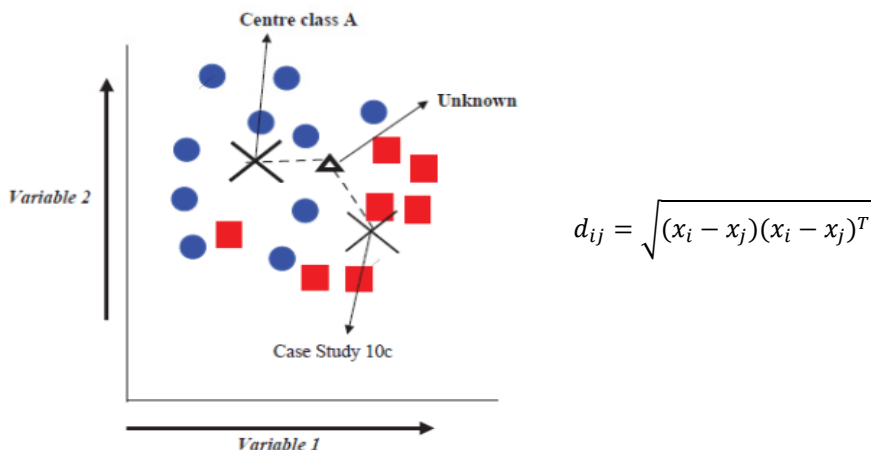 Centre class A
Unknown
Variable 2
$d_{ij} = \sqrt{(x_i - x_j)(x_i - x_j)^T}$
Case Study 10c
Variable 1